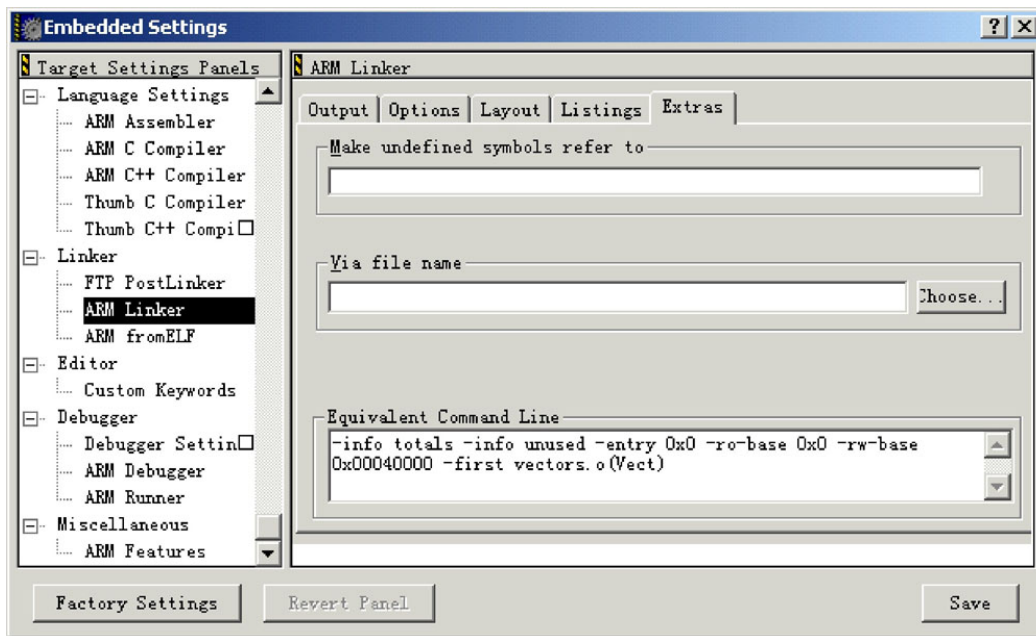 Embedded Settings
Target Settings Panels
Language Settings
ARM Assembler
ARM C Compiler
ARM C++ Compiler
Thumb C Compiler
Thumb C++ Compi
Linker
FTP PostLinker
ARM Linker
ARM fromELF
Editor
Custom Keywords
Debugger
Debugger Settin
ARM Debugger
ARM Runner
Miscellaneous
ARM Features
ARM Linker
Output Options Layout Listings Extras
Make undefined symbols refer to
Via file name
Choose...
Equivalent Command Line
-info totals -info unused -entry 0x0 -ro-base 0x0 -rw-base
0x00040000 -first vectors.o(Vect)
Factory Settings
Revert Panel
Save